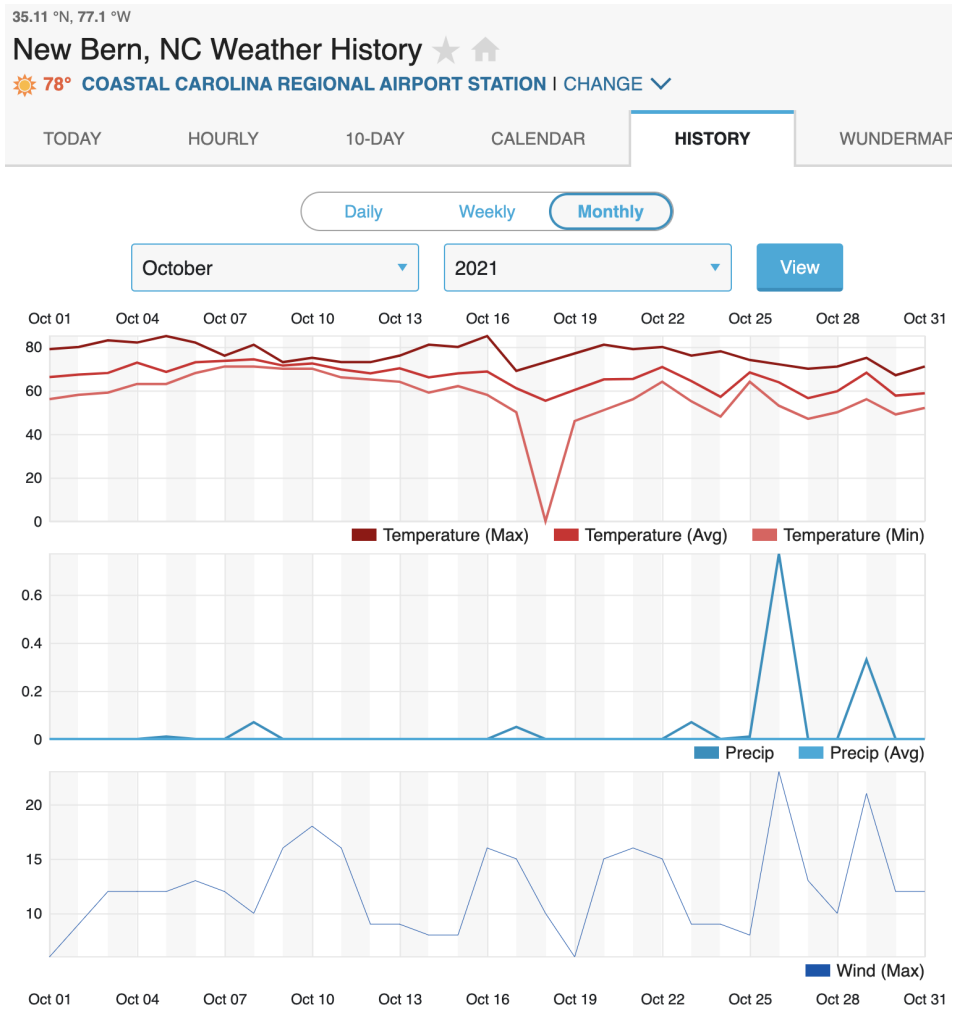 35.11 °N, 77.1 °W
New Bern, NC Weather History
78° COASTAL CAROLINA REGIONAL AIRPORT STATION | CHANGE
TODAY HOURLY 10-DAY CALENDAR HISTORY WUNDERMAP
Daily Weekly Monthly
October 2021 View
Oct 01 Oct 04 Oct 07 Oct 10 Oct 13 Oct 16 Oct 19 Oct 22 Oct 25 Oct 28 Oct 31
80
60
40
20
0
Temperature (Max) Temperature (Avg) Temperature (Min)
0.6
0.4
0.2
0
Precip Precip (Avg)
20
15
10
Wind (Max)
Oct 01 Oct 04 Oct 07 Oct 10 Oct 13 Oct 16 Oct 19 Oct 22 Oct 25 Oct 28 Oct 31